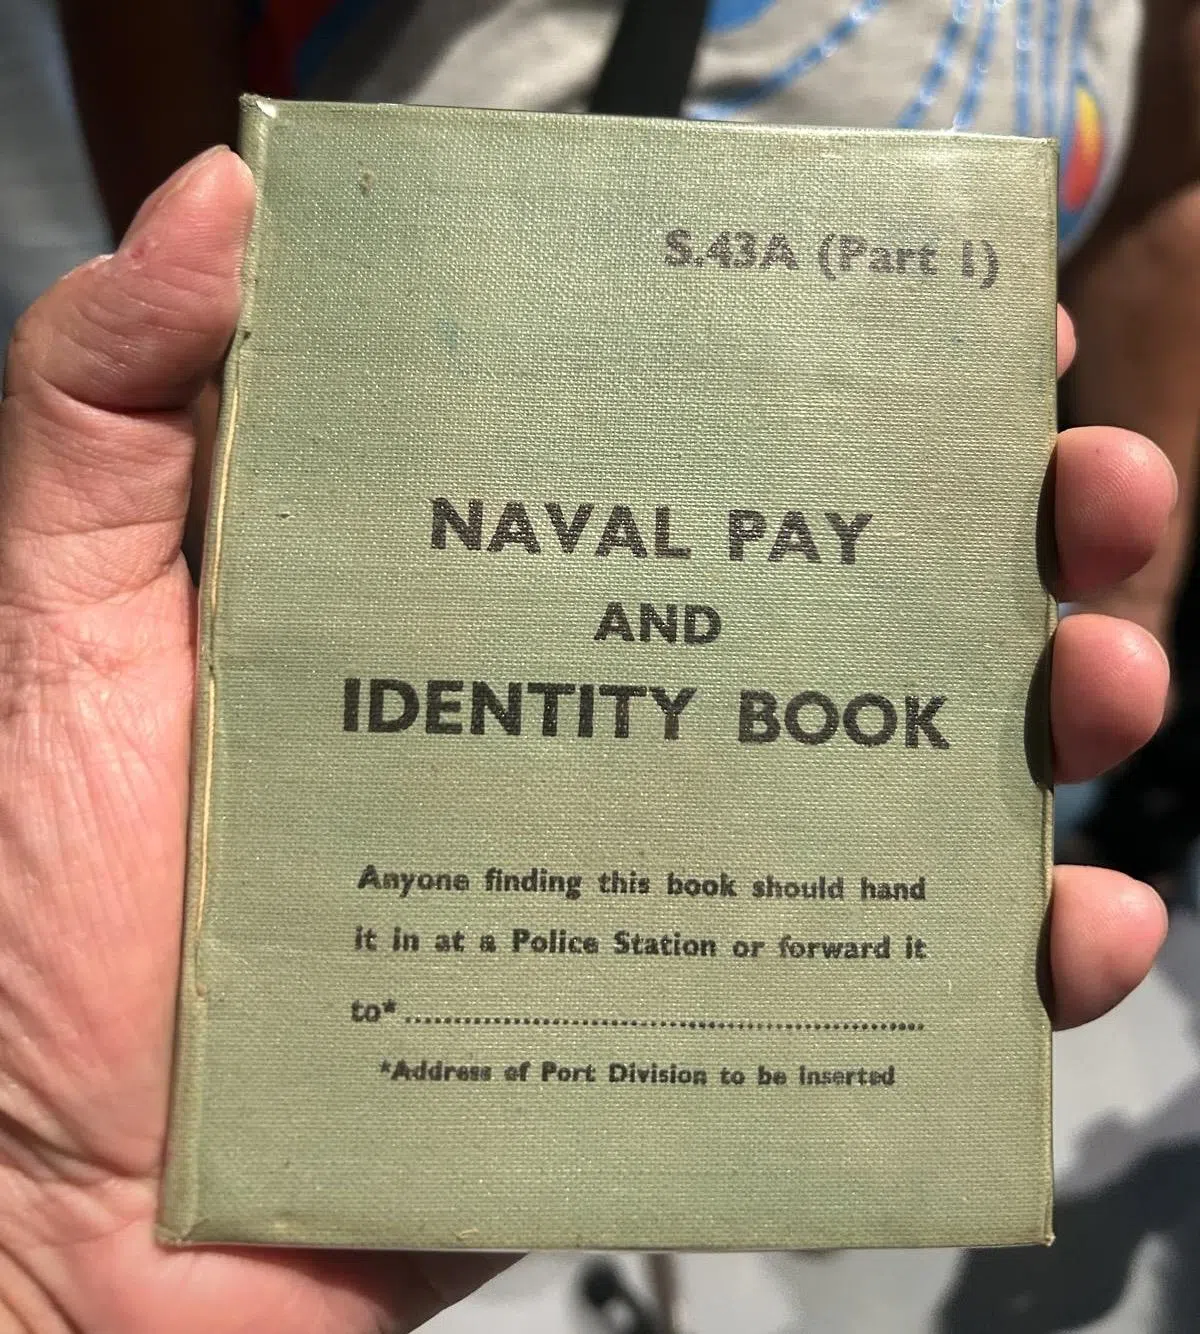 S.43A (Part 1)
NAVAL PAY
AND
IDENTITY BOOK
Anyone finding this book should hand
it in at a Police Station or forward it
to*....................................................
*Address of Port Division to be inserted